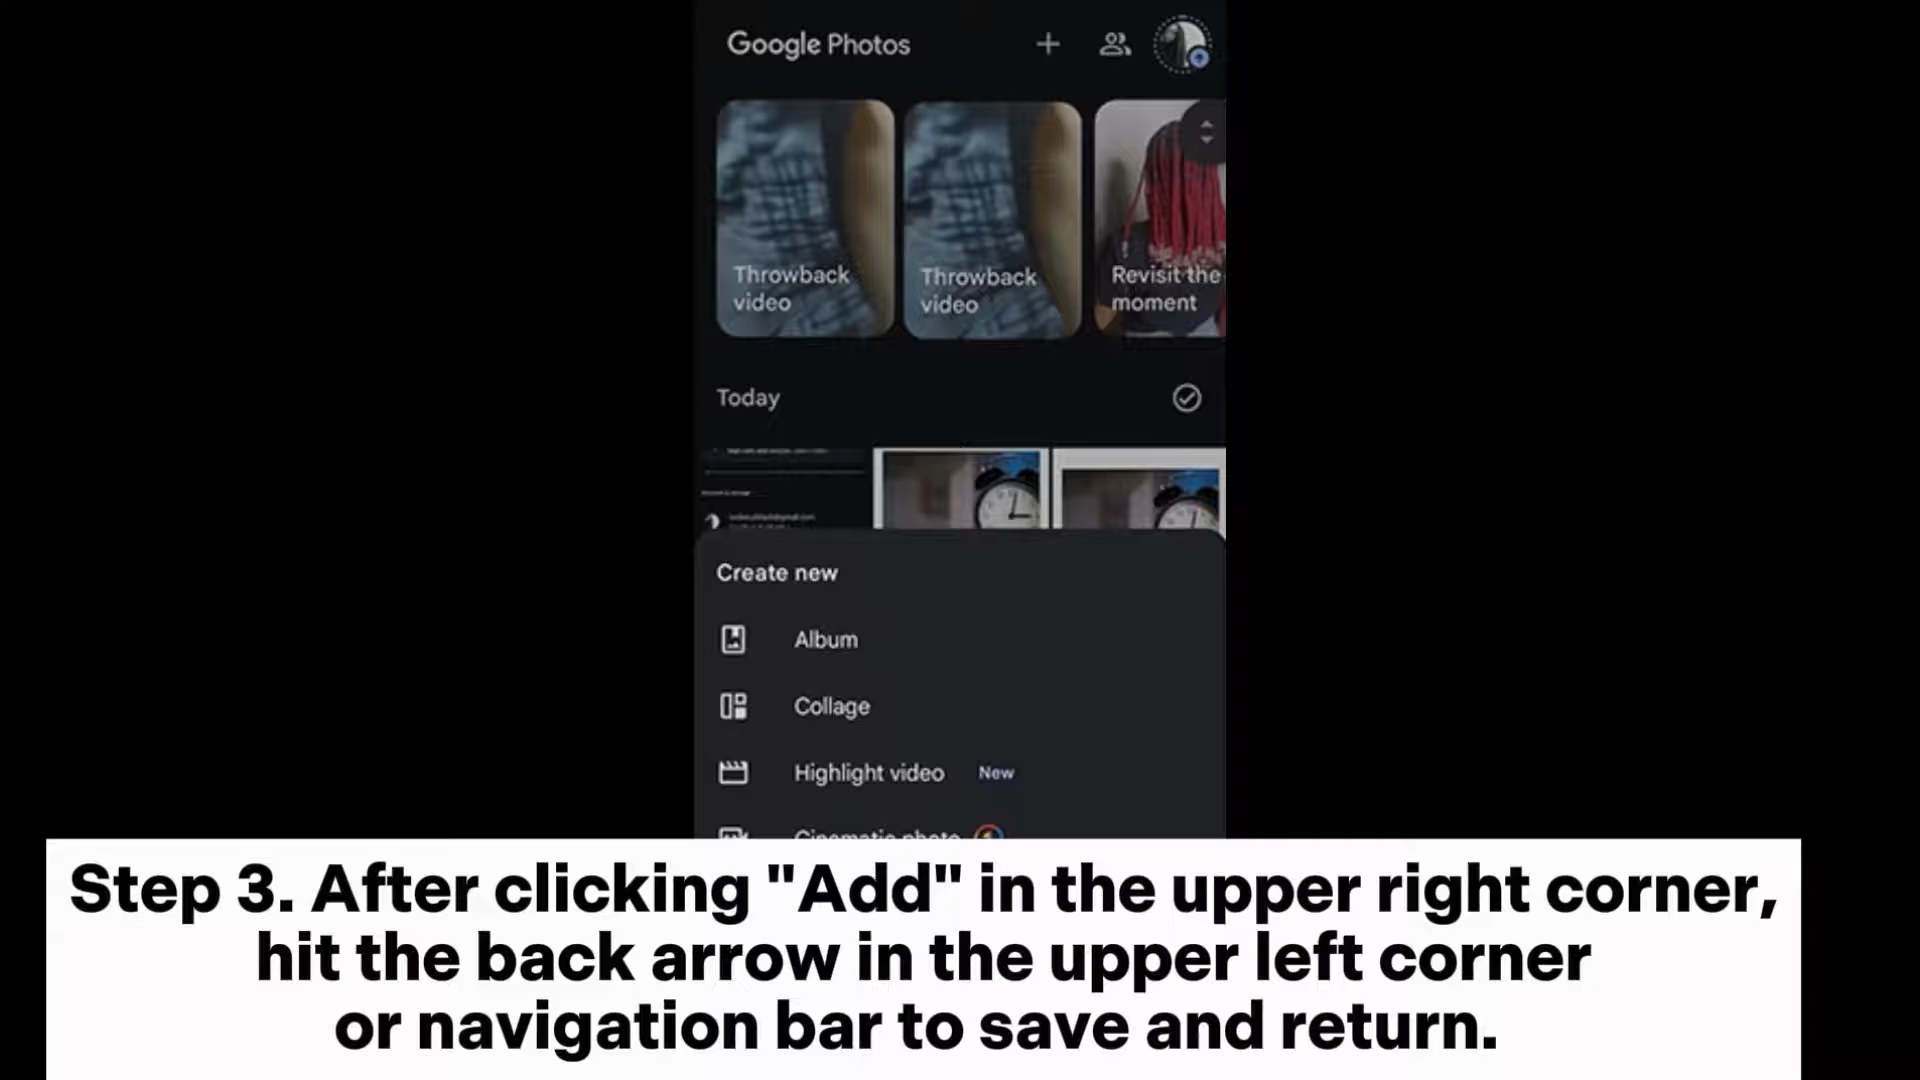 Google Photos
Throwback
video
Throwback
video
Revisit the
moment
Today
Create new
Album
Collage
Highlight video New
Cinematic photo
Step 3. After clicking "Add" in the upper right corner,
hit the back arrow in the upper left corner
or navigation bar to save and return.